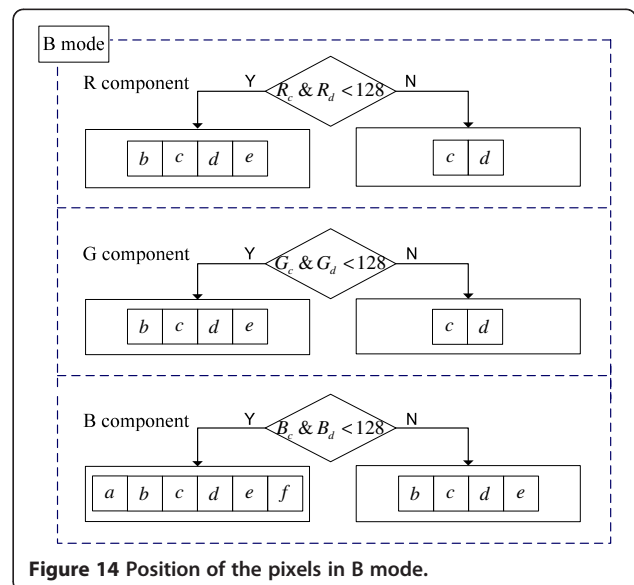 B mode
R component
Y
R_c & R_d < 128
N
b c d e
c d
G component
Y
G_c & G_d < 128
N
b c d e
c d
B component
Y
B_c & B_d < 128
N
a b c d e f
b c d e
Figure 14 Position of the pixels in B mode.